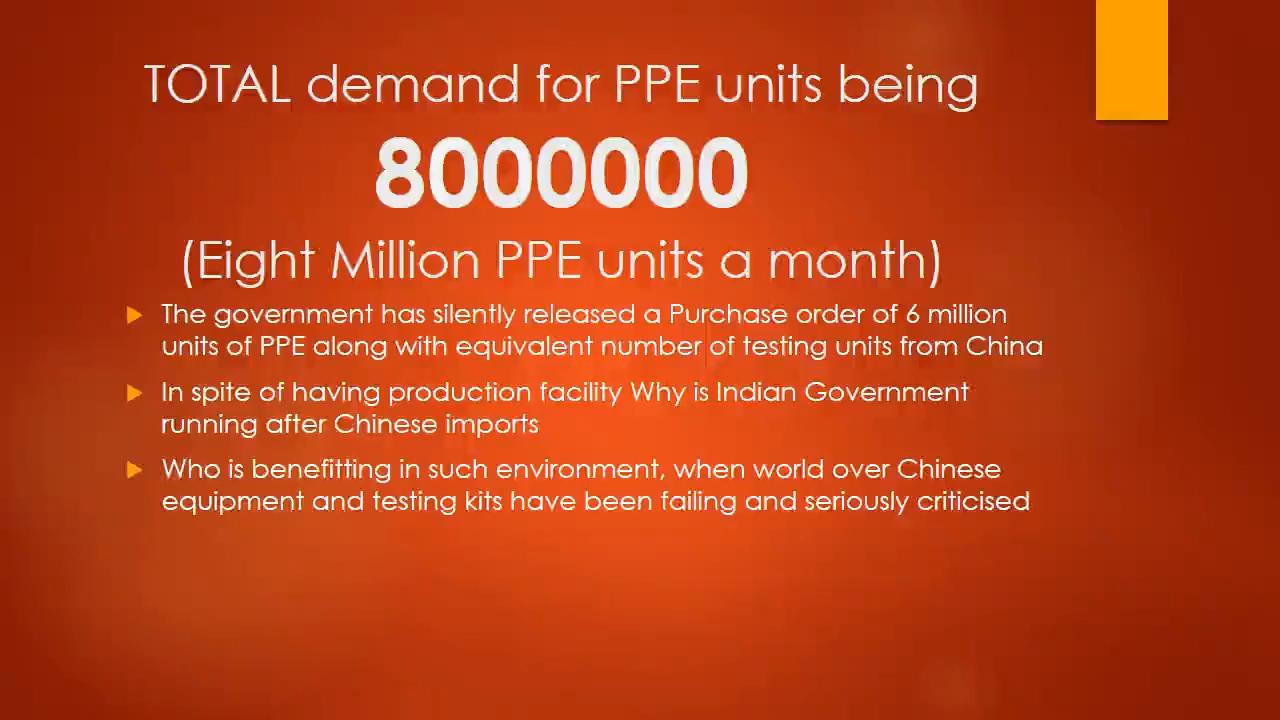 TOTAL demand for PPE units being
8000000
(Eight Million PPE units a month)
The government has silently released a Purchase order of 6 million
units of PPE along with equivalent number of testing units from China
In spite of having production facility Why is Indian Government
running after Chinese imports
Who is benefitting in such environment, when world over Chinese
equipment and testing kits have been failing and seriously criticised